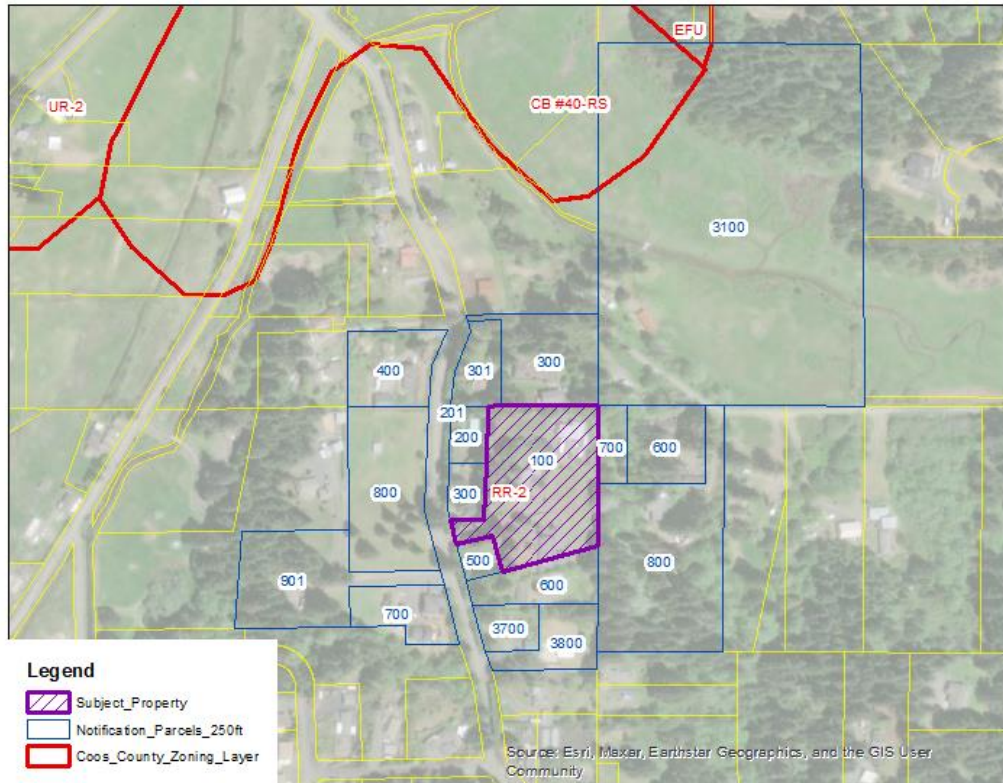 EFU
UR-2
CB #40-RS
3100
400
301
300
201
200
100
700
600
800
300
RR-2
500
800
901
600
700
3700
3800
Legend
Subject_Property
Notification_Parcels_250ft
Coos_County_Zoning_Layer
Source: Esri, Maxar, Earthstar Geographics, and the GIS User
Community